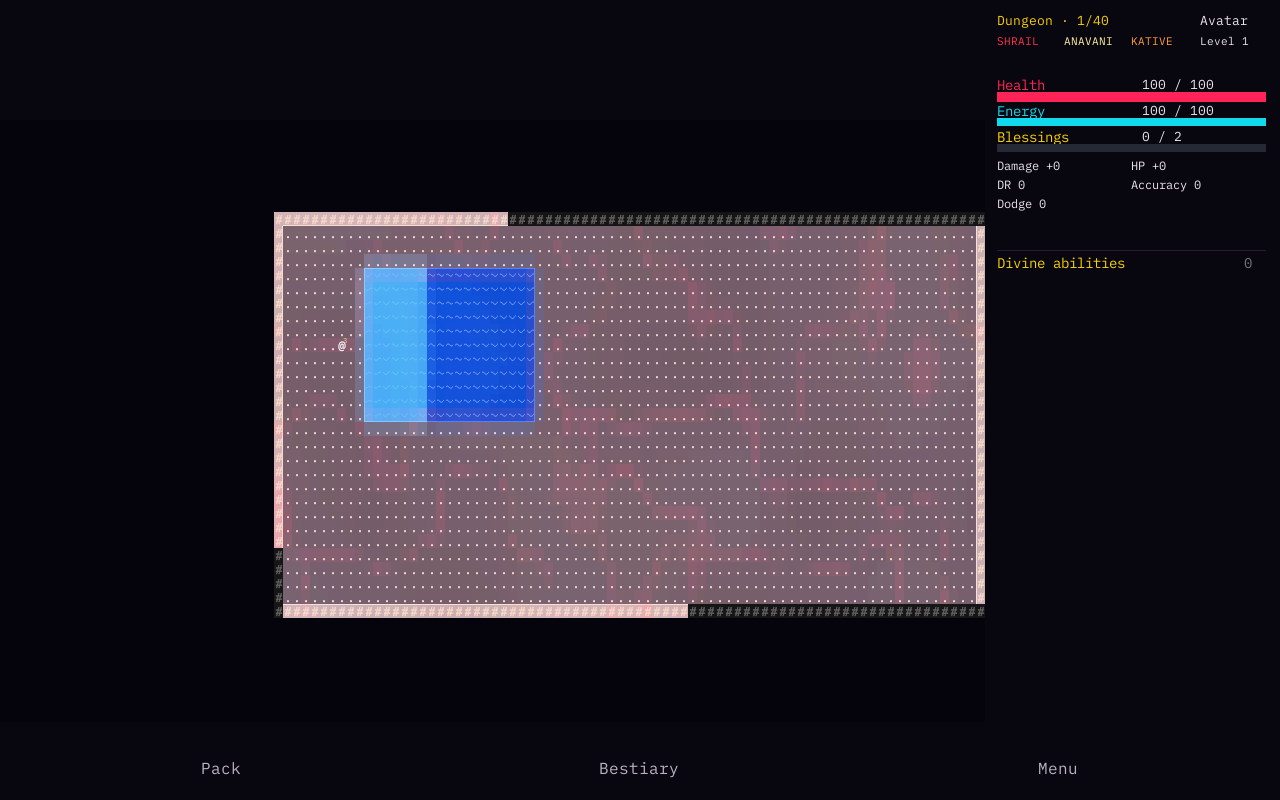 Dungeon · 1/40 Avatar
SHRAIL ANAVANI KATIVE Level 1
Health 100 / 100
Energy 100 / 100
Blessings 0 / 2
Damage +0 HP +0
DR 0 Accuracy 0
Dodge 0
Divine abilities 0
@
Pack Bestiary Menu